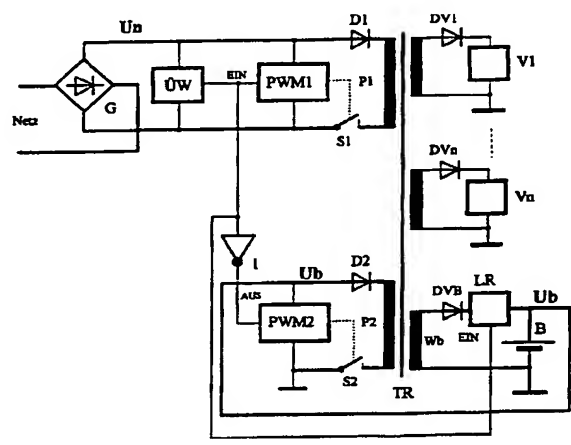 Un
D1
DV1
ÜW
EIN
PWM1
P1
V1
G
Netz
S1
DVn
Vn
I
Ub
D2
DVB
LR
Ub
AUS
PWM2
P2
Wb
EIN
B
S2
TR